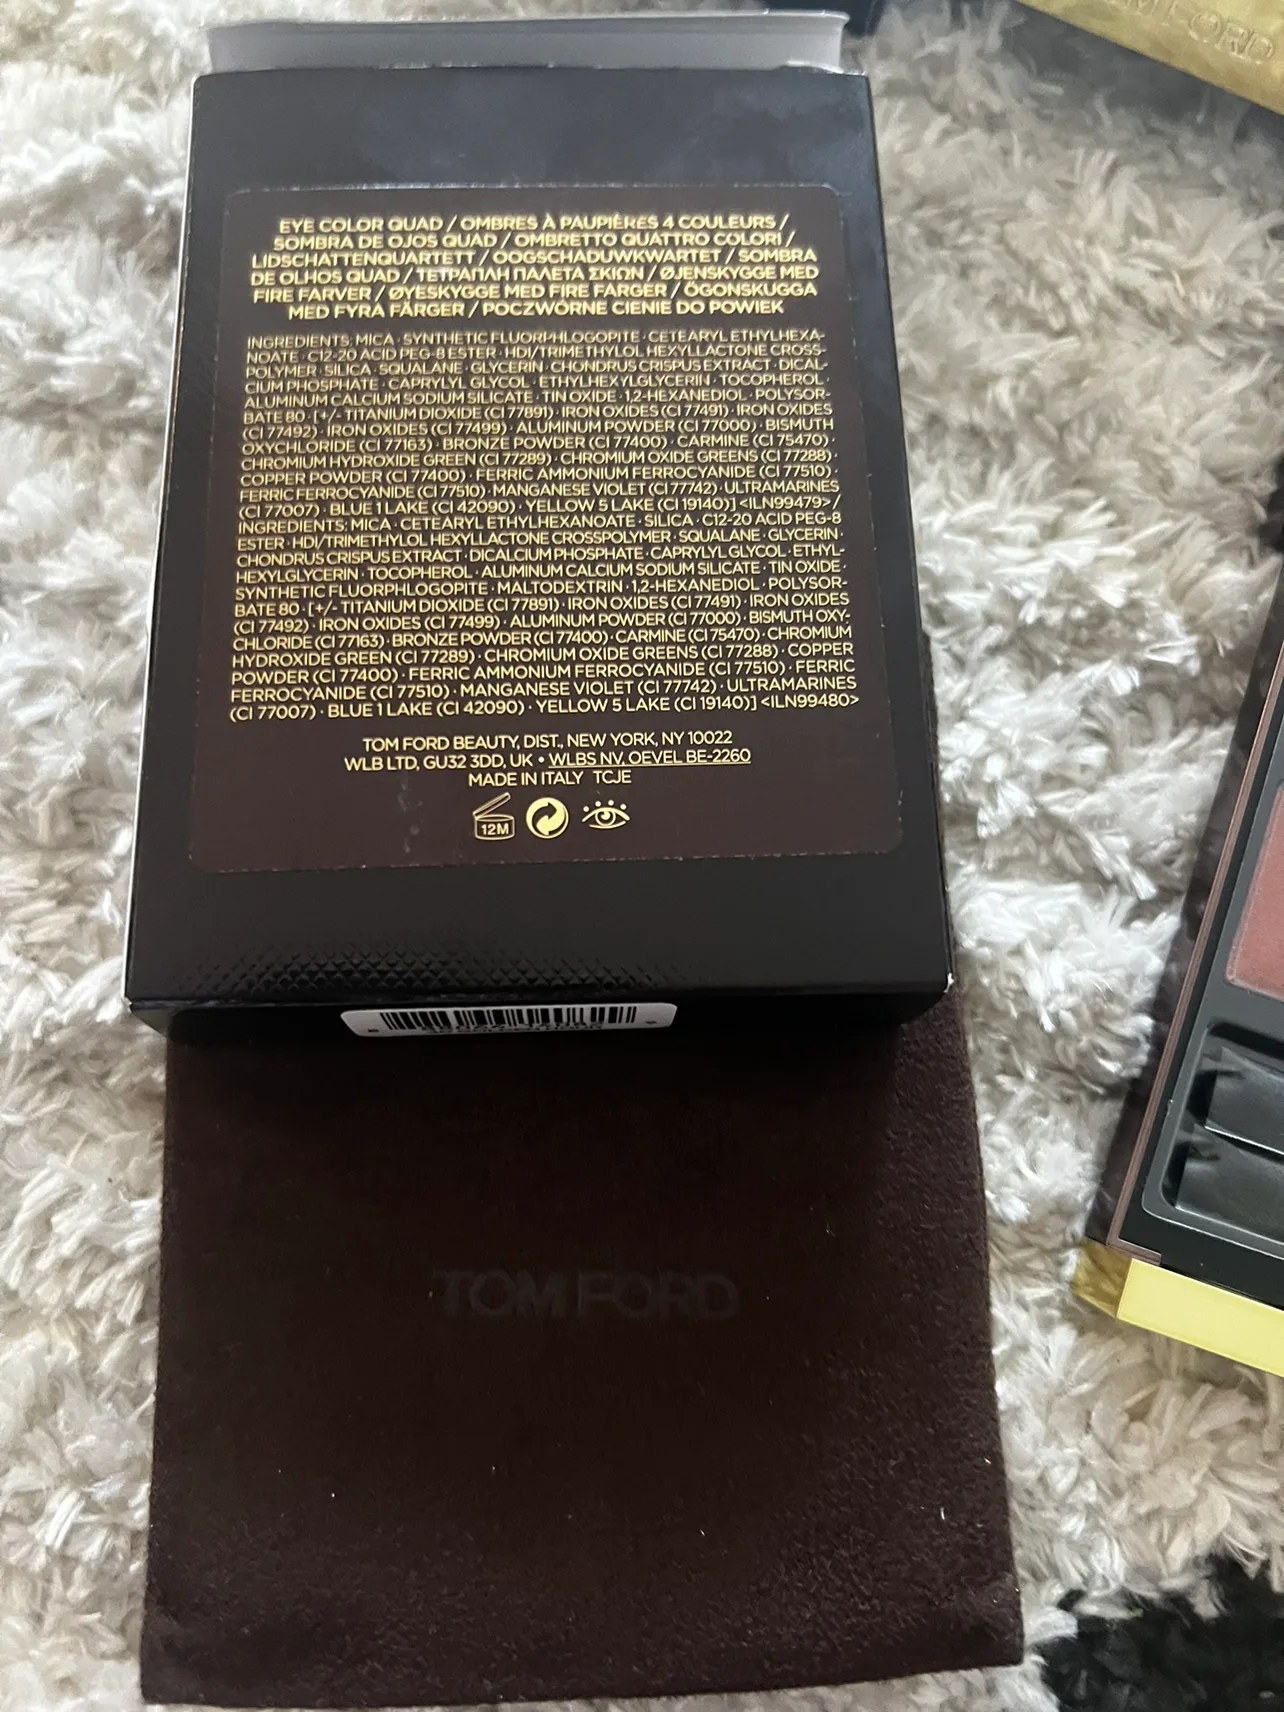 EYE COLOR QUAD / OMBRES À PAUPIÈRES 4 COULEURS /
SOMBRA DE OJOS QUAD / OMBRETTO QUATTRO COLORI /
LIDSCHATTENQUARTETT / OOGSCHADUWKWARTET / SOMBRA
DE OLHOS QUAD / ΤΕΤΡΑΠΛΗ ΠΑΛΕΤΑ ΣΚΙΩΝ / ØJENSKYGGE MED
FIRE FARVER / ØYESKYGGE MED FIRE FARGER / ÖGONSKUGGA
MED FYRA FÄRGER / POCZWÓRNE CIENIE DO POWIEK
INGREDIENTS: MICA · SYNTHETIC FLUORPHLOGOPITE · CETEARYL ETHYLHEXA-
NOATE · C12-20 ACID PEG-8 ESTER · HDI/TRIMETHYLOL HEXYLLACTONE CROSS-
POLYMER · SILICA · SQUALANE · GLYCERIN · CHONDRUS CRISPUS EXTRACT · DICAL-
CIUM PHOSPHATE · CAPRYLYL GLYCOL · ETHYLHEXYLGLYCERIN · TOCOPHEROL ·
ALUMINUM CALCIUM SODIUM SILICATE · TIN OXIDE · 1,2-HEXANEDIOL · POLYSOR-
BATE 80 · [+/- TITANIUM DIOXIDE (CI 77891) · IRON OXIDES (CI 77491) · IRON OXIDES
(CI 77492) · IRON OXIDES (CI 77499) · ALUMINUM POWDER (CI 77000) · BISMUTH
OXYCHLORIDE (CI 77163) · BRONZE POWDER (CI 77400) · CARMINE (CI 75470) ·
CHROMIUM HYDROXIDE GREEN (CI 77289) · CHROMIUM OXIDE GREENS (CI 77288) ·
COPPER POWDER (CI 77400) · FERRIC AMMONIUM FERROCYANIDE (CI 77510) ·
FERRIC FERROCYANIDE (CI 77510) · MANGANESE VIOLET (CI 77742) · ULTRAMARINES
(CI 77007) · BLUE 1 LAKE (CI 42090) · YELLOW 5 LAKE (CI 19140)] <ILN99479> /
INGREDIENTS: MICA · CETEARYL ETHYLHEXANOATE · SILICA · C12-20 ACID PEG-8
ESTER · HDI/TRIMETHYLOL HEXYLLACTONE CROSSPOLYMER · SQUALANE · GLYCERIN ·
CHONDRUS CRISPUS EXTRACT · DICALCIUM PHOSPHATE · CAPRYLYL GLYCOL · ETHYL-
HEXYLGLYCERIN · TOCOPHEROL · ALUMINUM CALCIUM SODIUM SILICATE · TIN OXIDE ·
SYNTHETIC FLUORPHLOGOPITE · MALTODEXTRIN · 1,2-HEXANEDIOL · POLYSOR-
BATE 80 · [+/- TITANIUM DIOXIDE (CI 77891) · IRON OXIDES (CI 77491) · IRON OXIDES
(CI 77492) · IRON OXIDES (CI 77499) · ALUMINUM POWDER (CI 77000) · BISMUTH OXY-
CHLORIDE (CI 77163) · BRONZE POWDER (CI 77400) · CARMINE (CI 75470) · CHROMIUM
HYDROXIDE GREEN (CI 77289) · CHROMIUM OXIDE GREENS (CI 77288) · COPPER
POWDER (CI 77400) · FERRIC AMMONIUM FERROCYANIDE (CI 77510) · FERRIC
FERROCYANIDE (CI 77510) · MANGANESE VIOLET (CI 77742) · ULTRAMARINES
(CI 77007) · BLUE 1 LAKE (CI 42090) · YELLOW 5 LAKE (CI 19140)] <ILN99480>
TOM FORD BEAUTY, DIST., NEW YORK, NY 10022
WLB LTD, GU32 3DD, UK • WLBS NV, OEVEL BE-2260
MADE IN ITALY TCJE
12M
TOM FORD
FORD